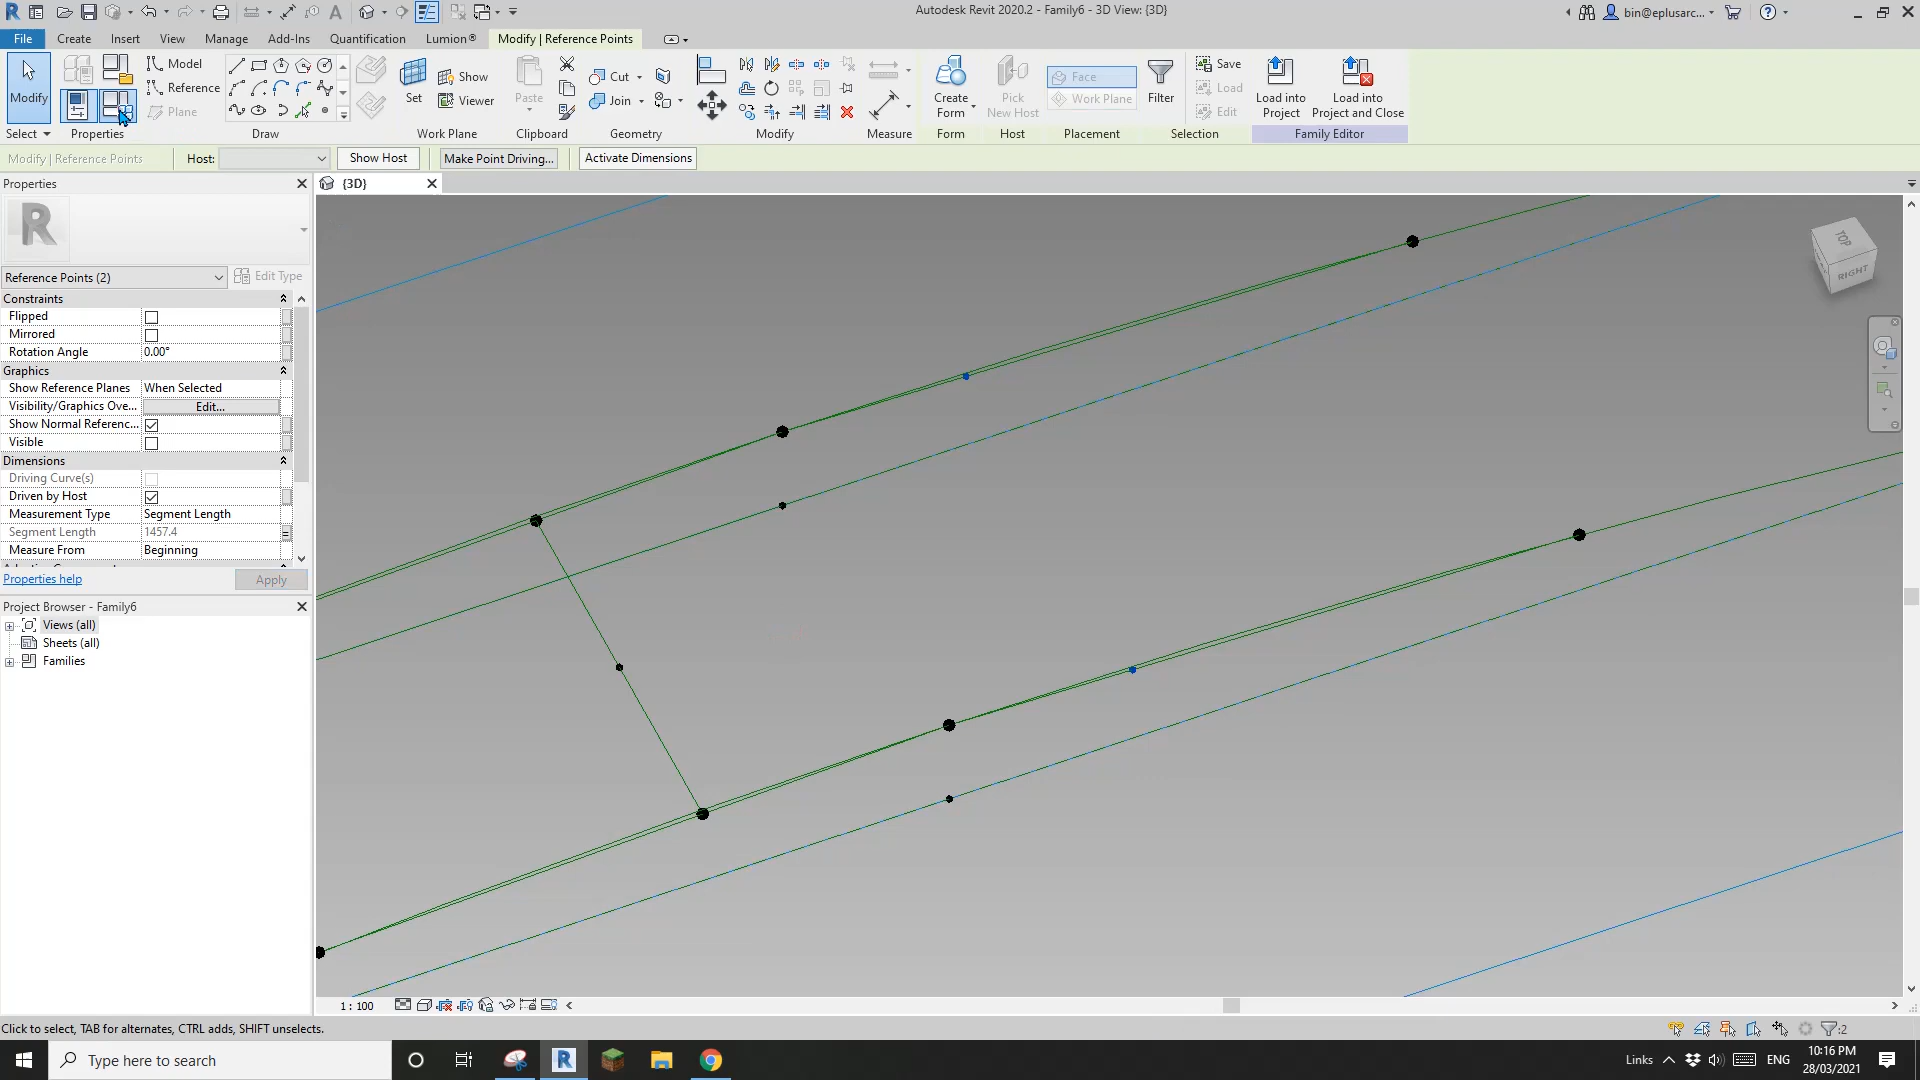 Autodesk Revit 2020.2 - Family6 - 3D View: {3D}
bin@eplusarc...
File
Create
Insert
View
Manage
Add-Ins
Quantification
Lumion®
Modify | Reference Points
Modify
Model
Reference
Plane
Set
Show
Viewer
Paste
Cut
Join
Create Form
Pick New Host
Face
Work Plane
Filter
Save
Load
Edit
Load into Project
Load into Project and Close
Select
Properties
Draw
Work Plane
Clipboard
Geometry
Modify
Measure
Form
Host
Placement
Selection
Family Editor
Modify | Reference Points
Host:
Show Host
Make Point Driving...
Activate Dimensions
Properties
{3D}
R
Reference Points (2)
Edit Type
Constraints
Flipped
Mirrored
Rotation Angle 0.00°
Graphics
Show Reference Planes When Selected
Visibility/Graphics Ove... Edit...
Show Normal Referenc...
Visible
Dimensions
Driving Curve(s)
Driven by Host
Measurement Type Segment Length
Segment Length 1457.4
Measure From Beginning
Properties help
Apply
Project Browser - Family6
Views (all)
Sheets (all)
Families
TOP
RIGHT
1 : 100
Click to select, TAB for alternates, CTRL adds, SHIFT unselects.
:2
Type here to search
Links
ENG
10:16 PM
28/03/2021